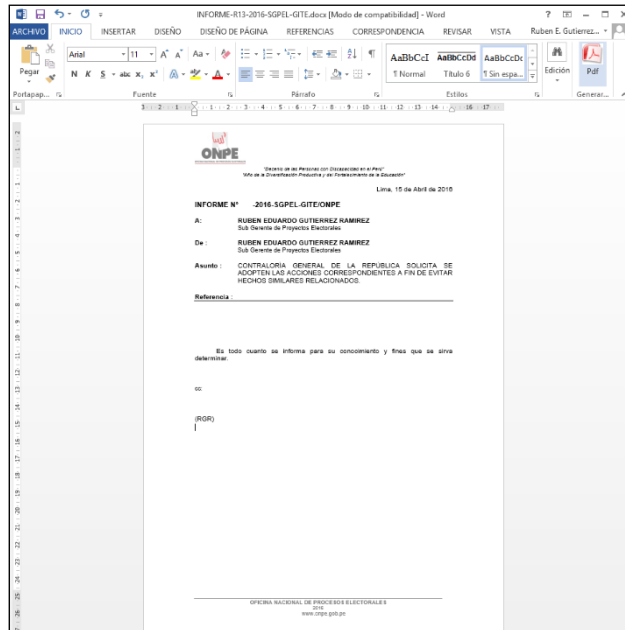 INFORME-R13-2016-SGPEL-GITE.docx [Modo de compatibilidad] - Word
ARCHIVO INICIO INSERTAR DISEÑO DISEÑO DE PÁGINA REFERENCIAS CORRESPONDENCIA REVISAR VISTA Ruben E. Gutierrez...
Pegar
Arial 11
N K S abc x, x²
Aa
AaBbCcI AaBbCcDd AaBbCcDc
¶ Normal Título 6 ¶ Sin espa...
Edición
Pdf
Portapap... Fuente Párrafo Estilos Generar...
ONPE
"Decenio de las Personas con Discapacidad en el Perú"
"Año de la Diversificación Productiva y del Fortalecimiento de la Educación"
Lima, 15 de Abril de 2016
INFORME N° -2016-SGPEL-GITE/ONPE
A: RUBEN EDUARDO GUTIERREZ RAMIREZ
Sub Gerente de Proyectos Electorales
De : RUBEN EDUARDO GUTIERREZ RAMIREZ
Sub Gerente de Proyectos Electorales
Asunto : CONTRALORÍA GENERAL DE LA REPÚBLICA SOLICITA SE
ADOPTEN LAS ACCIONES CORRESPONDIENTES A FIN DE EVITAR
HECHOS SIMILARES RELACIONADOS.
Referencia :
Es todo cuanto se informa para su conocimiento y fines que se sirva
determinar.
cc:
(RGR)
OFICINA NACIONAL DE PROCESOS ELECTORALES
2016
www.onpe.gob.pe